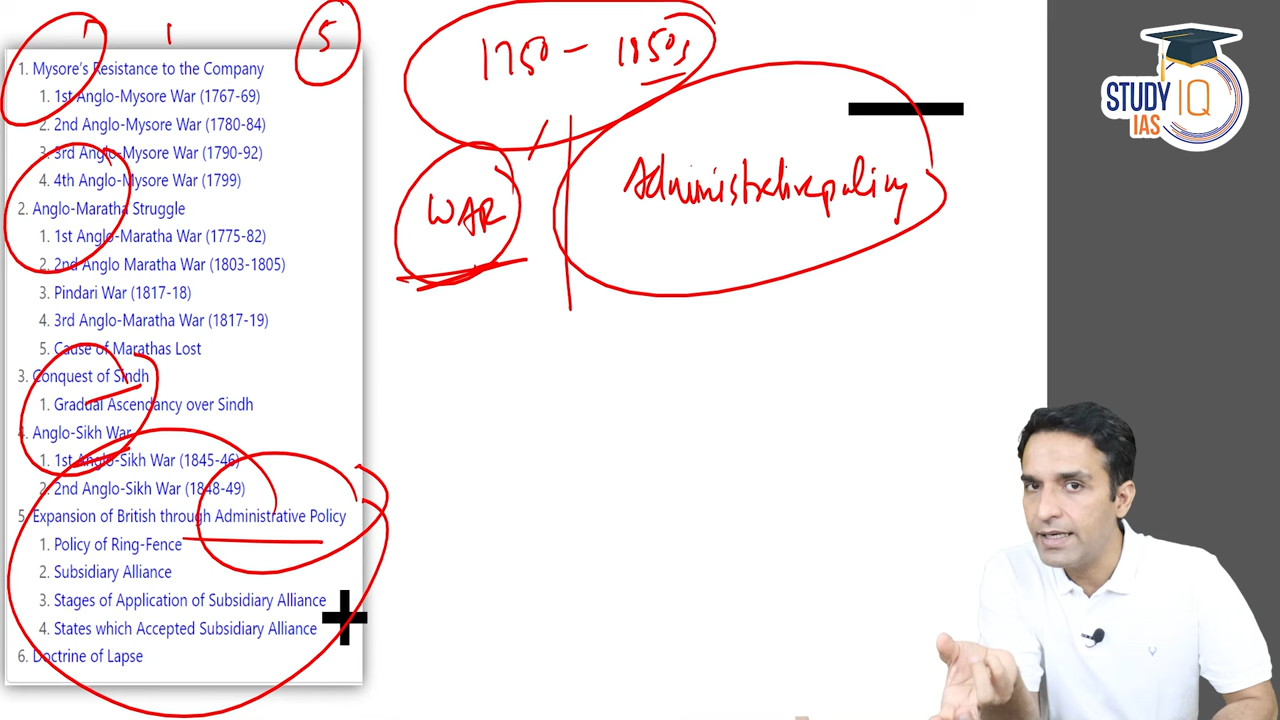 5
1750 - 1850s
WAR
Administrative policy
STUDY IQ
IAS
1. Mysore's Resistance to the Company
1. 1st Anglo-Mysore War (1767-69)
2. 2nd Anglo-Mysore War (1780-84)
3. 3rd Anglo-Mysore War (1790-92)
4. 4th Anglo-Mysore War (1799)
2. Anglo-Maratha Struggle
1. 1st Anglo-Maratha War (1775-82)
2. 2nd Anglo Maratha War (1803-1805)
3. Pindari War (1817-18)
4. 3rd Anglo-Maratha War (1817-19)
5. Cause of Marathas Lost
3. Conquest of Sindh
1. Gradual Ascendancy over Sindh
4. Anglo-Sikh War
1. 1st Anglo-Sikh War (1845-46)
2. 2nd Anglo-Sikh War (1848-49)
5. Expansion of British through Administrative Policy
1. Policy of Ring-Fence
2. Subsidiary Alliance
3. Stages of Application of Subsidiary Alliance
4. States which Accepted Subsidiary Alliance
6. Doctrine of Lapse